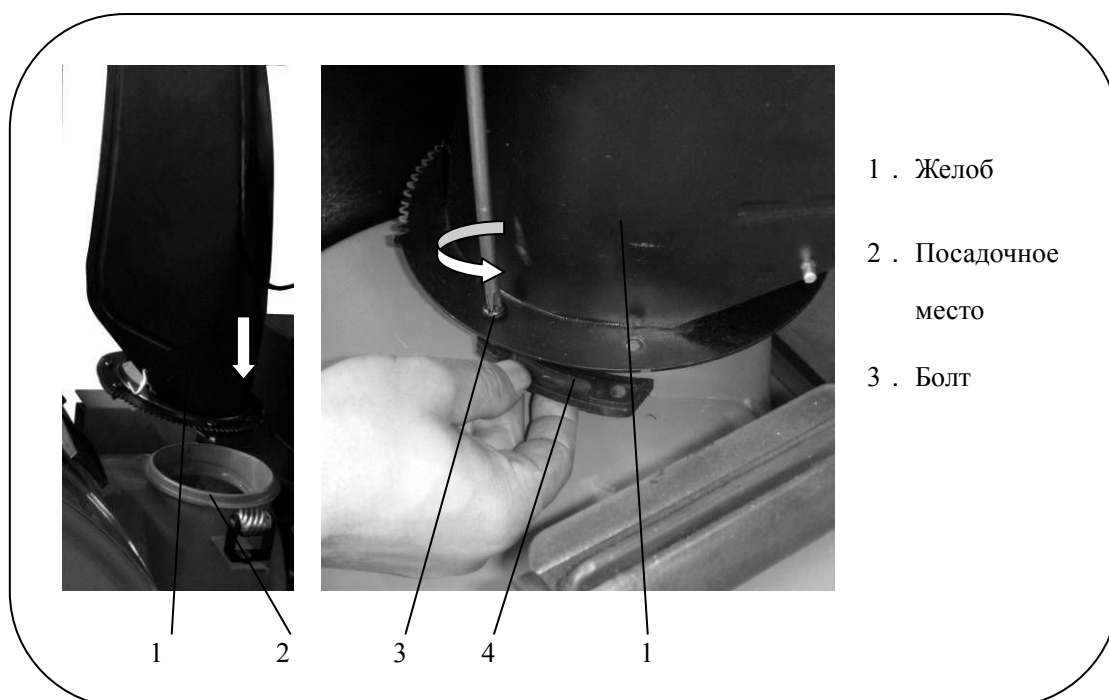 1 . Желоб
2 . Посадочное
место
3 . Болт
1 2 3 4 1